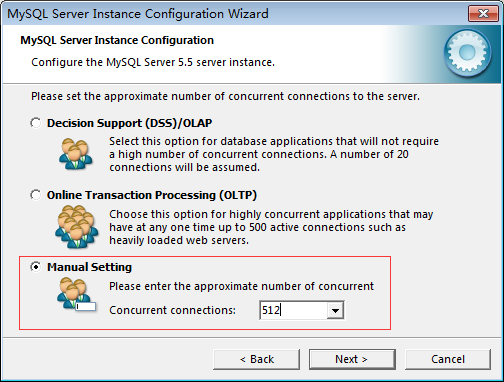 MySQL Server Instance Configuration Wizard
MySQL Server Instance Configuration
Configure the MySQL Server 5.5 server instance.
Please set the approximate number of concurrent connections to the server.
Decision Support (DSS)/OLAP
Select this option for database applications that will not require
a high number of concurrent connections. A number of 20
connections will be assumed.
Online Transaction Processing (OLTP)
Choose this option for highly concurrent applications that may
have at any one time up to 500 active connections such as
heavily loaded web servers.
Manual Setting
Please enter the approximate number of concurrent
Concurrent connections: 512
< Back Next > Cancel